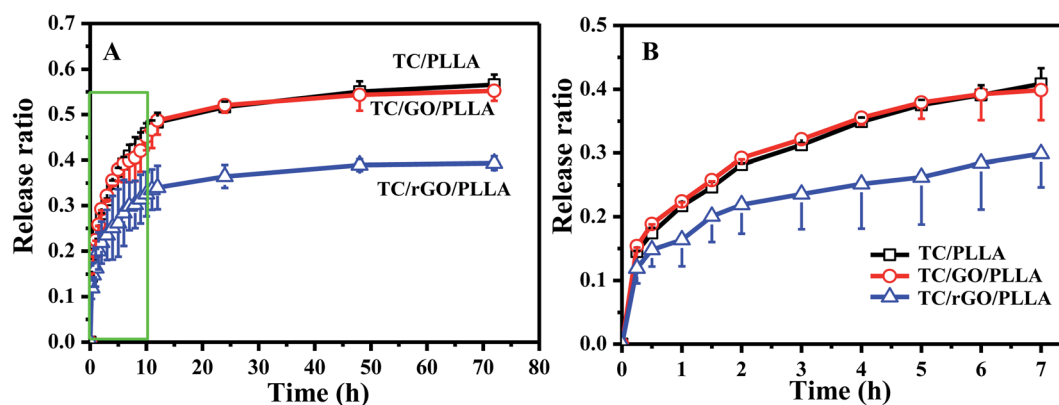 A
Release ratio
0.7
0.6
0.5
0.4
0.3
0.2
0.1
0.0
TC/PLLA
TC/GO/PLLA
TC/rGO/PLLA
0 10 20 30 40 50 60 70 80
Time (h)
B
Release ratio
0.5
0.4
0.3
0.2
0.1
0.0
TC/PLLA
TC/GO/PLLA
TC/rGO/PLLA
0 1 2 3 4 5 6 7
Time (h)